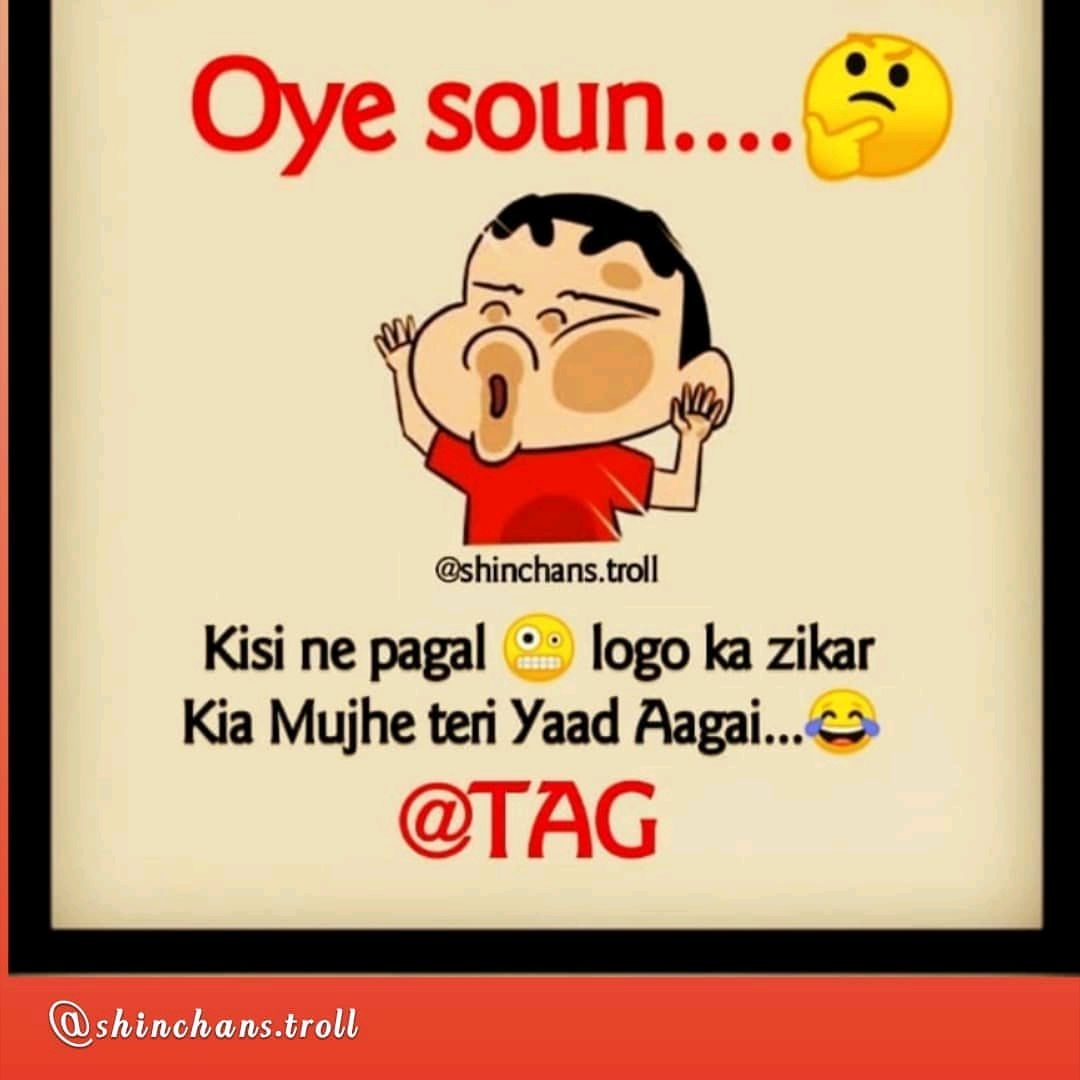 Oye soun....🤔
@shinchans.troll
Kisi ne pagal 🤪 logo ka zikar
Kia Mujhe teri Yaad Aagai...😂
@TAG
@shinchans.troll